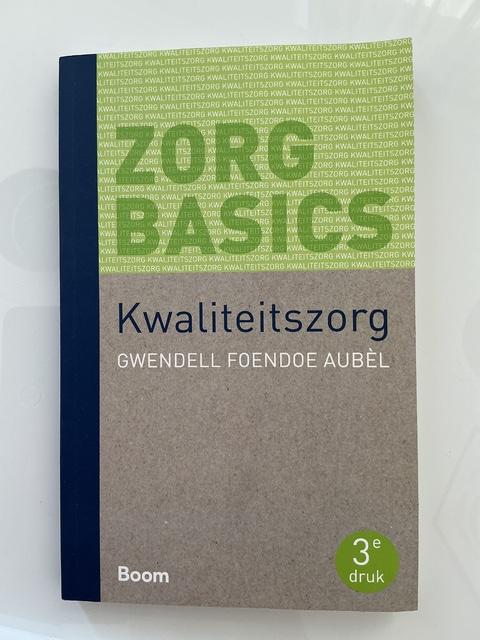 ZORG
BASICS
Kwaliteitszorg
GWENDELL FOENDOE AUBÈL
3e
druk
Boom